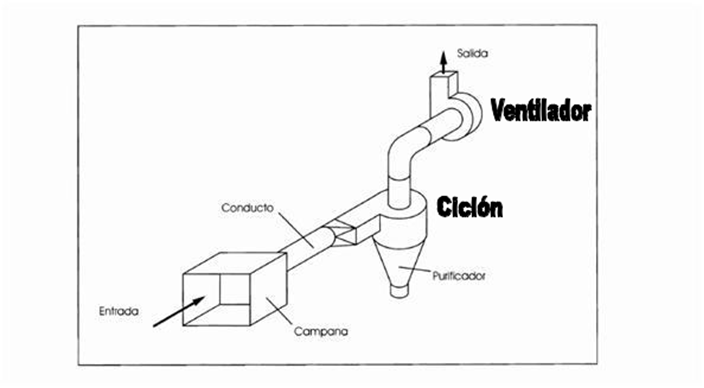 Salida
Ventilador
Conducto
Ciclón
Purificador
Entrada
Campana